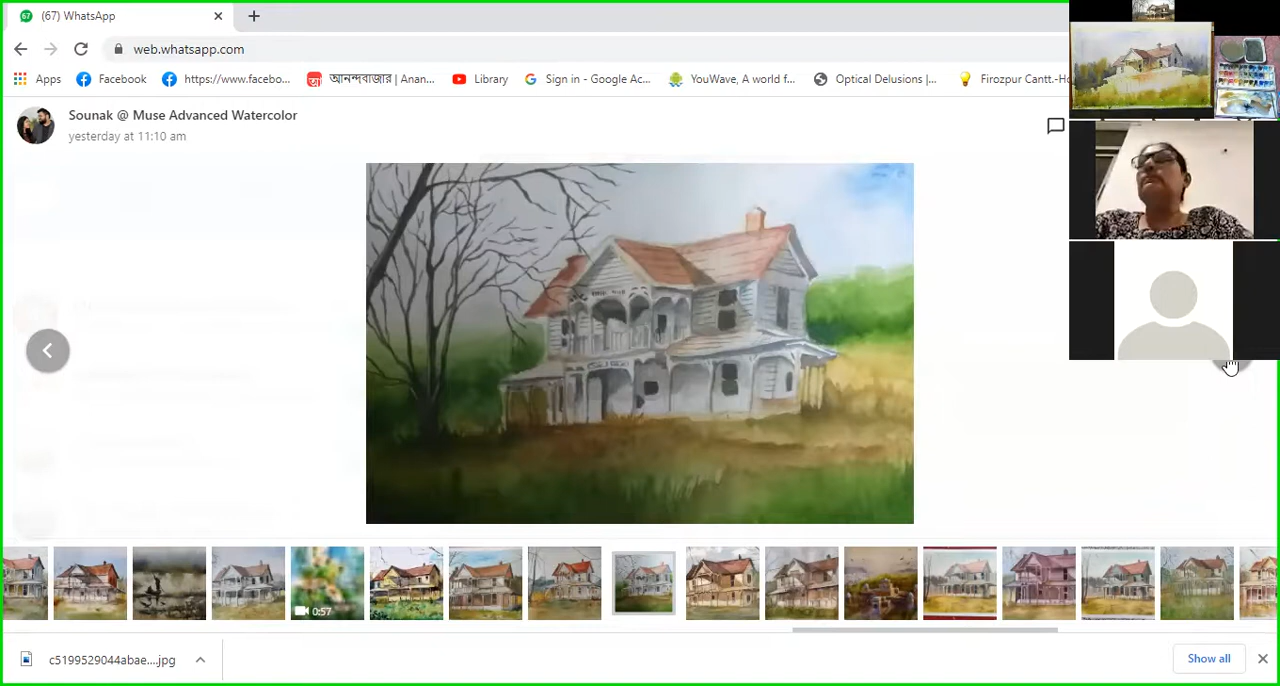 (67) WhatsApp
web.whatsapp.com
Apps Facebook https://www.facebo... আনন্দবাজার | Anan... Library Sign in - Google Ac... YouWave, A world f... Optical Delusions |... Firozpur Cantt.-Ho
Sounak @ Muse Advanced Watercolor
yesterday at 11:10 am
0:57
c5199529044abae....jpg
Show all